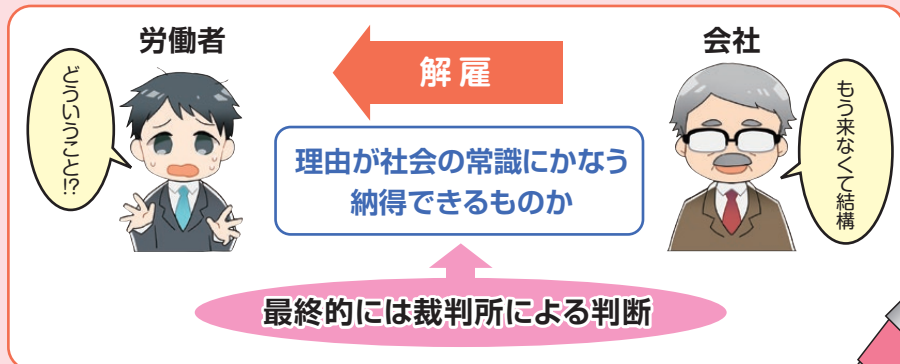 労働者
会社
どういうこと!?
解雇
もう来なくて結構
理由が社会の常識にかなう
納得できるものか
最終的には裁判所による判断